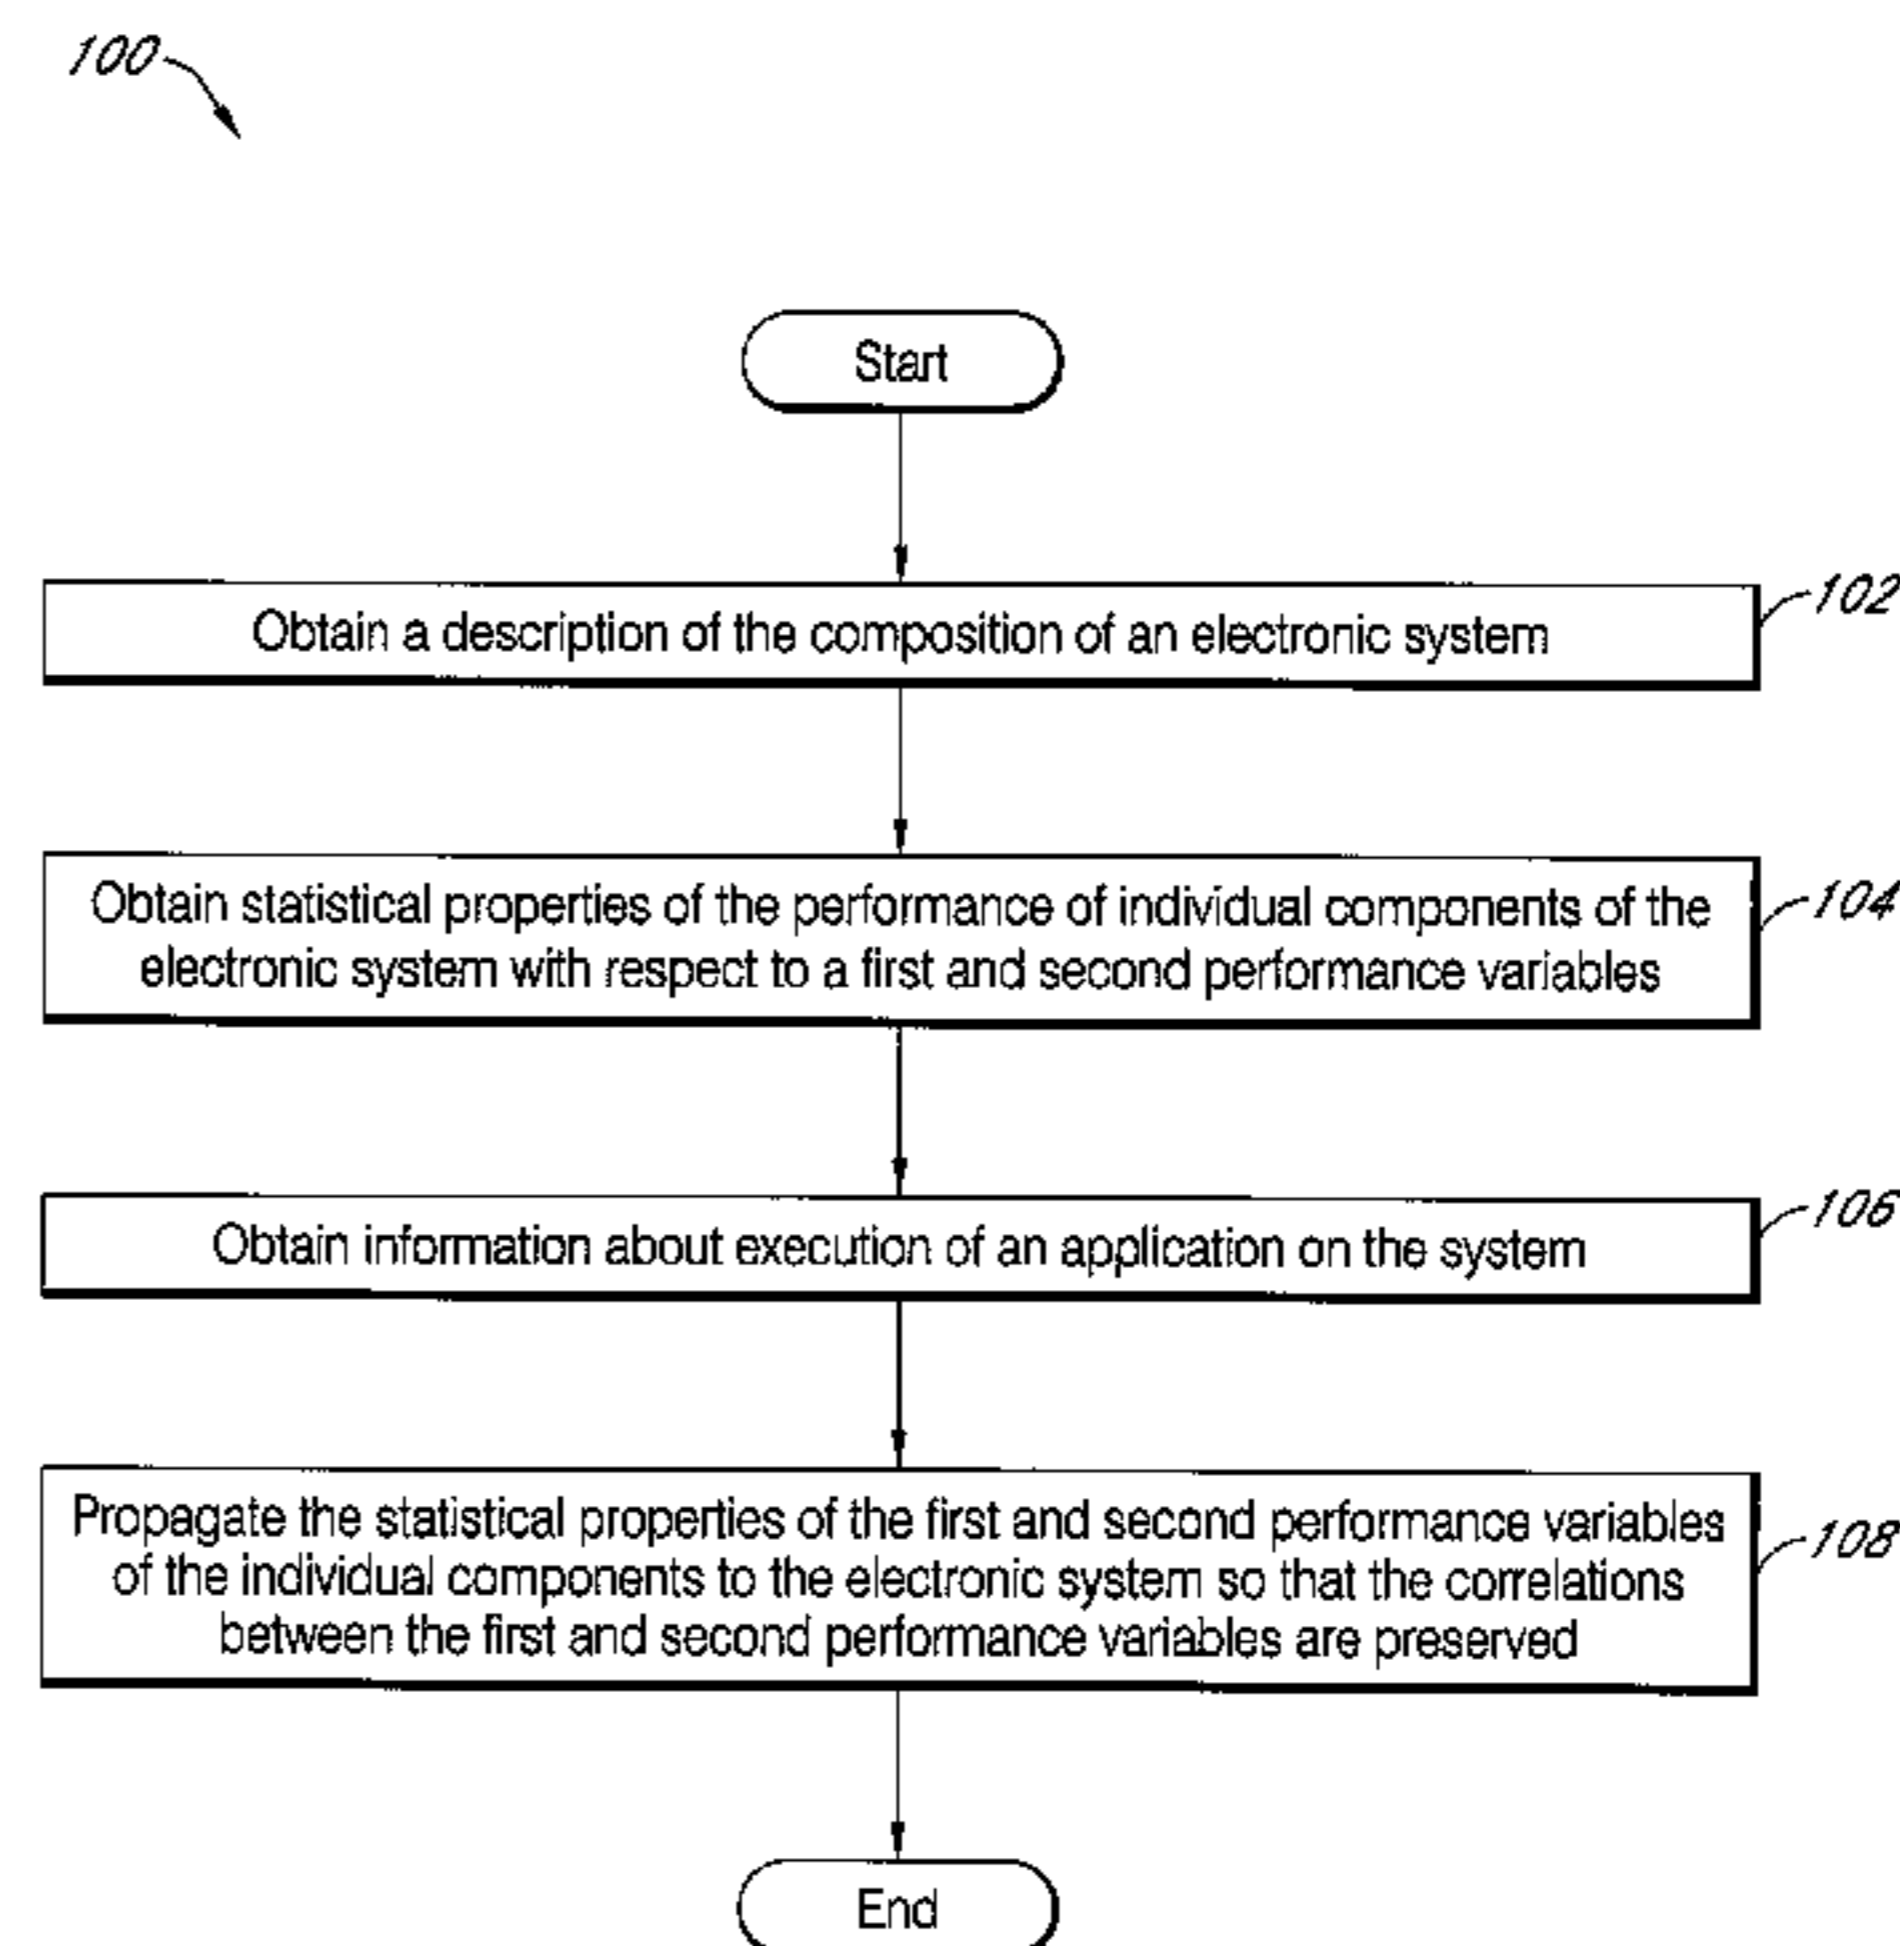 100
Start
Obtain a description of the composition of an electronic system
102
Obtain statistical properties of the performance of individual components of the
electronic system with respect to a first and second performance variables
104
Obtain information about execution of an application on the system
106
Propagate the statistical properties of the first and second performance variables
of the individual components to the electronic system so that the correlations
between the first and second performance variables are preserved
108
End